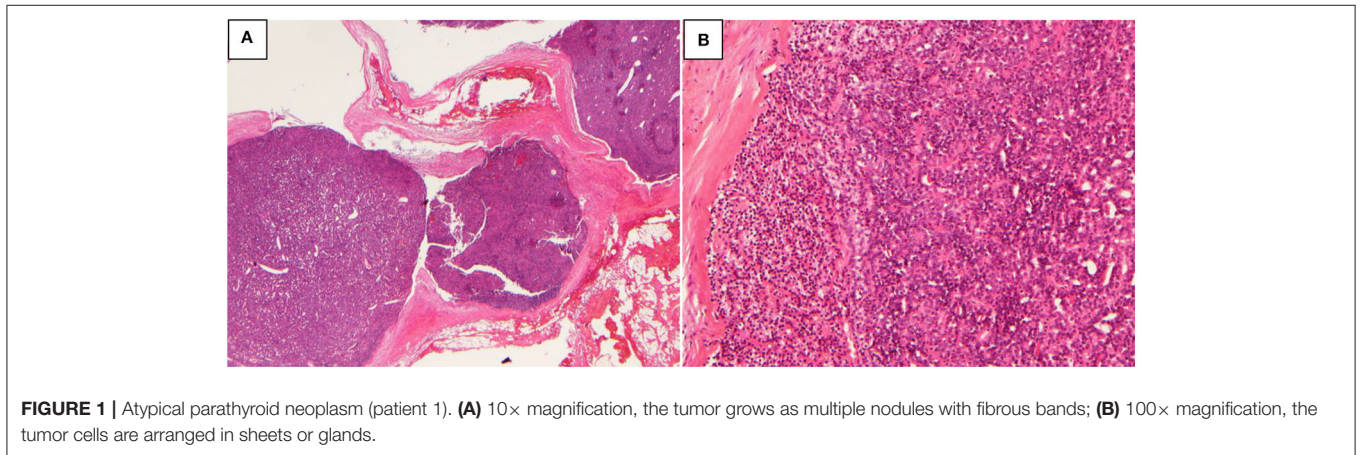 A
B
FIGURE 1 | Atypical parathyroid neoplasm (patient 1). (A) 10× magnification, the tumor grows as multiple nodules with fibrous bands; (B) 100× magnification, the
tumor cells are arranged in sheets or glands.